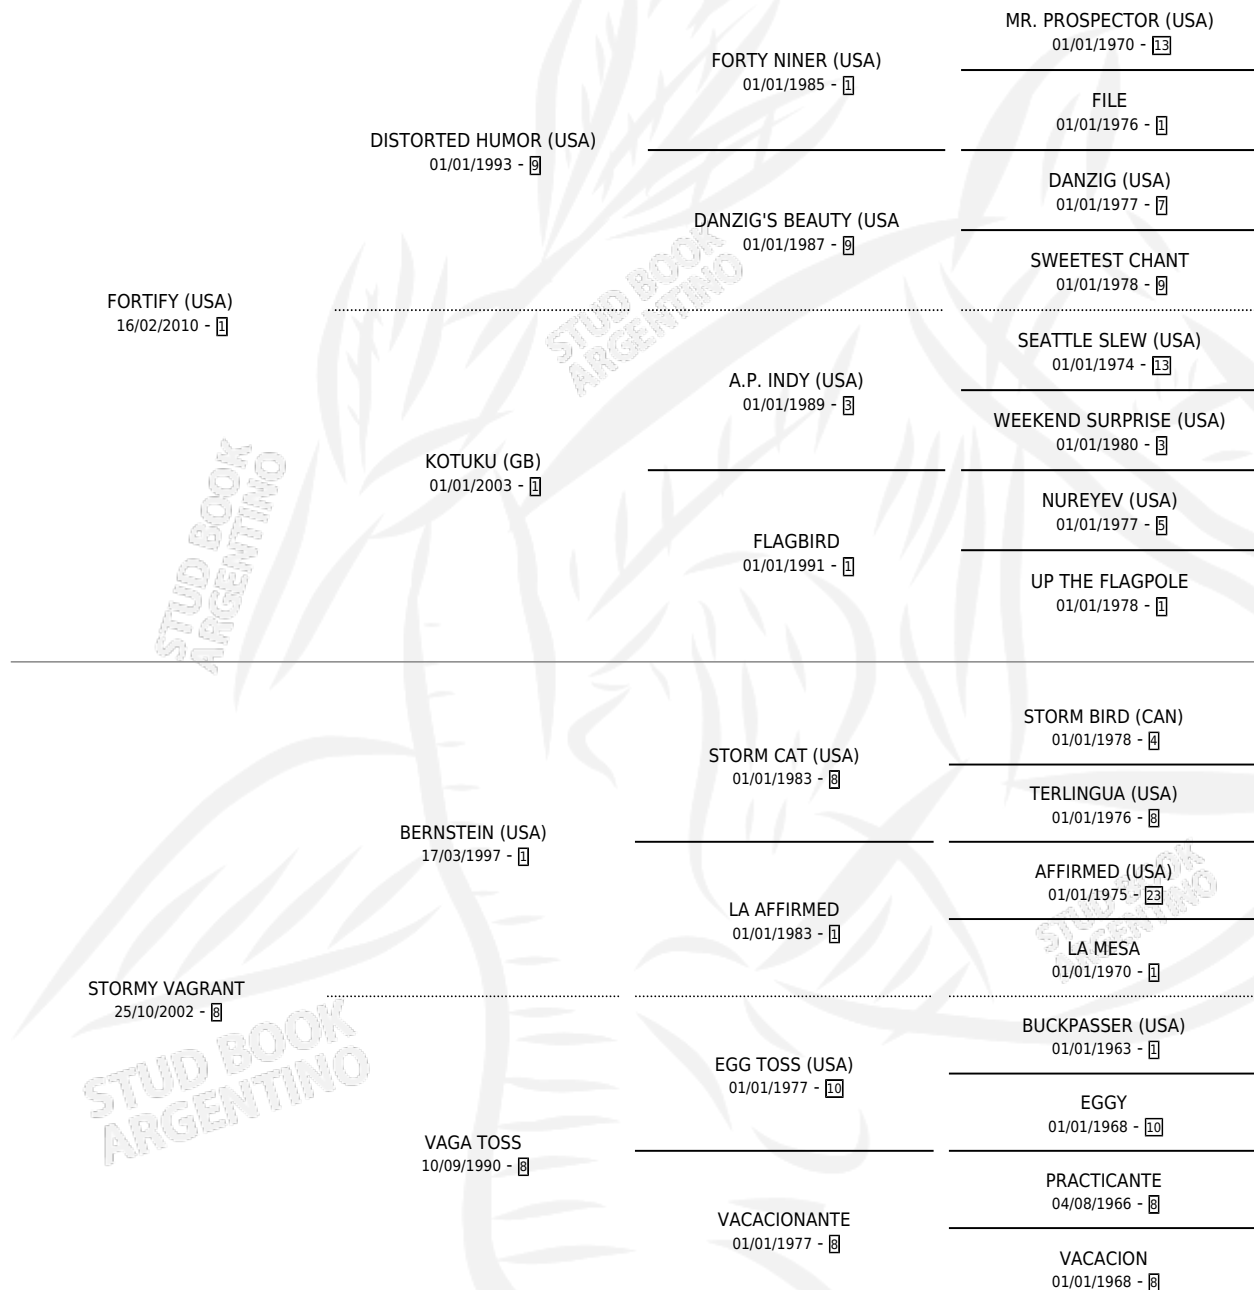 MR. PROSPECTOR (USA)
01/01/1970 - 13
FORTY NINER (USA)
01/01/1985 - 1
FILE
01/01/1976 - 1
DISTORTED HUMOR (USA)
01/01/1993 - 9
DANZIG (USA)
01/01/1977 - 7
DANZIG'S BEAUTY (USA
01/01/1987 - 9
SWEETEST CHANT
01/01/1978 - 9
FORTIFY (USA)
16/02/2010 - 1
STUD BOOK
ARGENTINO
SEATTLE SLEW (USA)
01/01/1974 - 13
A.P. INDY (USA)
01/01/1989 - 3
WEEKEND SURPRISE (USA)
01/01/1980 - 3
KOTUKU (GB)
01/01/2003 - 1
NUREYEV (USA)
01/01/1977 - 5
FLAGBIRD
01/01/1991 - 1
UP THE FLAGPOLE
01/01/1978 - 1
STUD BOOK
ARGENTINO
STORM BIRD (CAN)
01/01/1978 - 4
STORM CAT (USA)
01/01/1983 - 8
TERLINGUA (USA)
01/01/1976 - 8
BERNSTEIN (USA)
17/03/1997 - 1
AFFIRMED (USA)
01/01/1975 - 23
LA AFFIRMED
01/01/1983 - 1
STUD BOOK
ARGENTINO
LA MESA
01/01/1970 - 1
STORMY VAGRANT
25/10/2002 - 8
STUD BOOK
ARGENTINO
BUCKPASSER (USA)
01/01/1963 - 1
EGG TOSS (USA)
01/01/1977 - 10
EGGY
01/01/1968 - 10
VAGA TOSS
10/09/1990 - 8
PRACTICANTE
04/08/1966 - 8
VACACIONANTE
01/01/1977 - 8
VACACION
01/01/1968 - 8